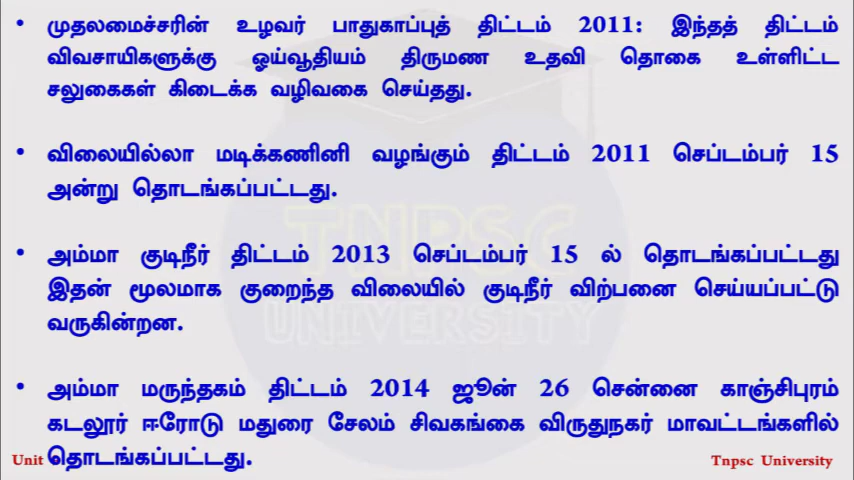 • முதலமைச்சரின் உழவர் பாதுகாப்புத் திட்டம் 2011: இந்தத் திட்டம்
விவசாயிகளுக்கு ஓய்வூதியம் திருமண உதவி தொகை உள்ளிட்ட
சலுகைகள் கிடைக்க வழிவகை செய்தது.
• விலையில்லா மடிக்கணினி வழங்கும் திட்டம் 2011 செப்டம்பர் 15
அன்று தொடங்கப்பட்டது.
TNPSC
• அம்மா குடிநீர் திட்டம் 2013 செப்டம்பர் 15 ல் தொடங்கப்பட்டது
இதன் மூலமாக குறைந்த விலையில் குடிநீர் விற்பனை செய்யப்பட்டு
வருகின்றன.
UNIVERSITY
• அம்மா மருந்தகம் திட்டம் 2014 ஜூன் 26 சென்னை காஞ்சிபுரம்
கடலூர் ஈரோடு மதுரை சேலம் சிவகங்கை விருதுநகர் மாவட்டங்களில்
தொடங்கப்பட்டது.
Unit
Tnpsc University